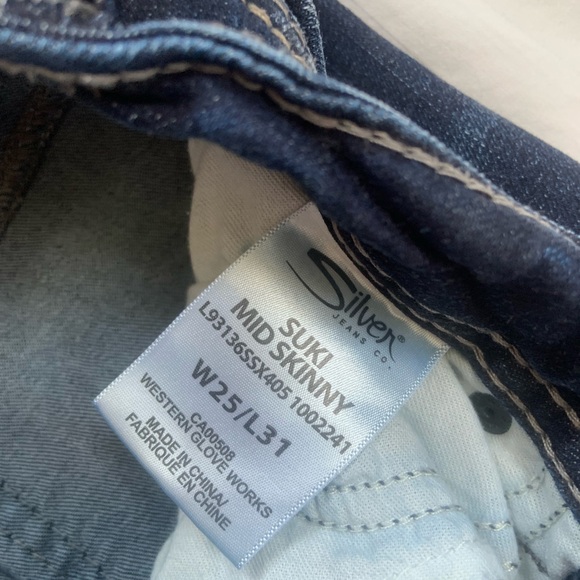 Silver®
JEANS CO.
SUKI
MID SKINNY
L93136SSX405 1002241
W25/L31
CA00508
WESTERN GLOVE WORKS
MADE IN CHINA/
FABRIQUÉ EN CHINE